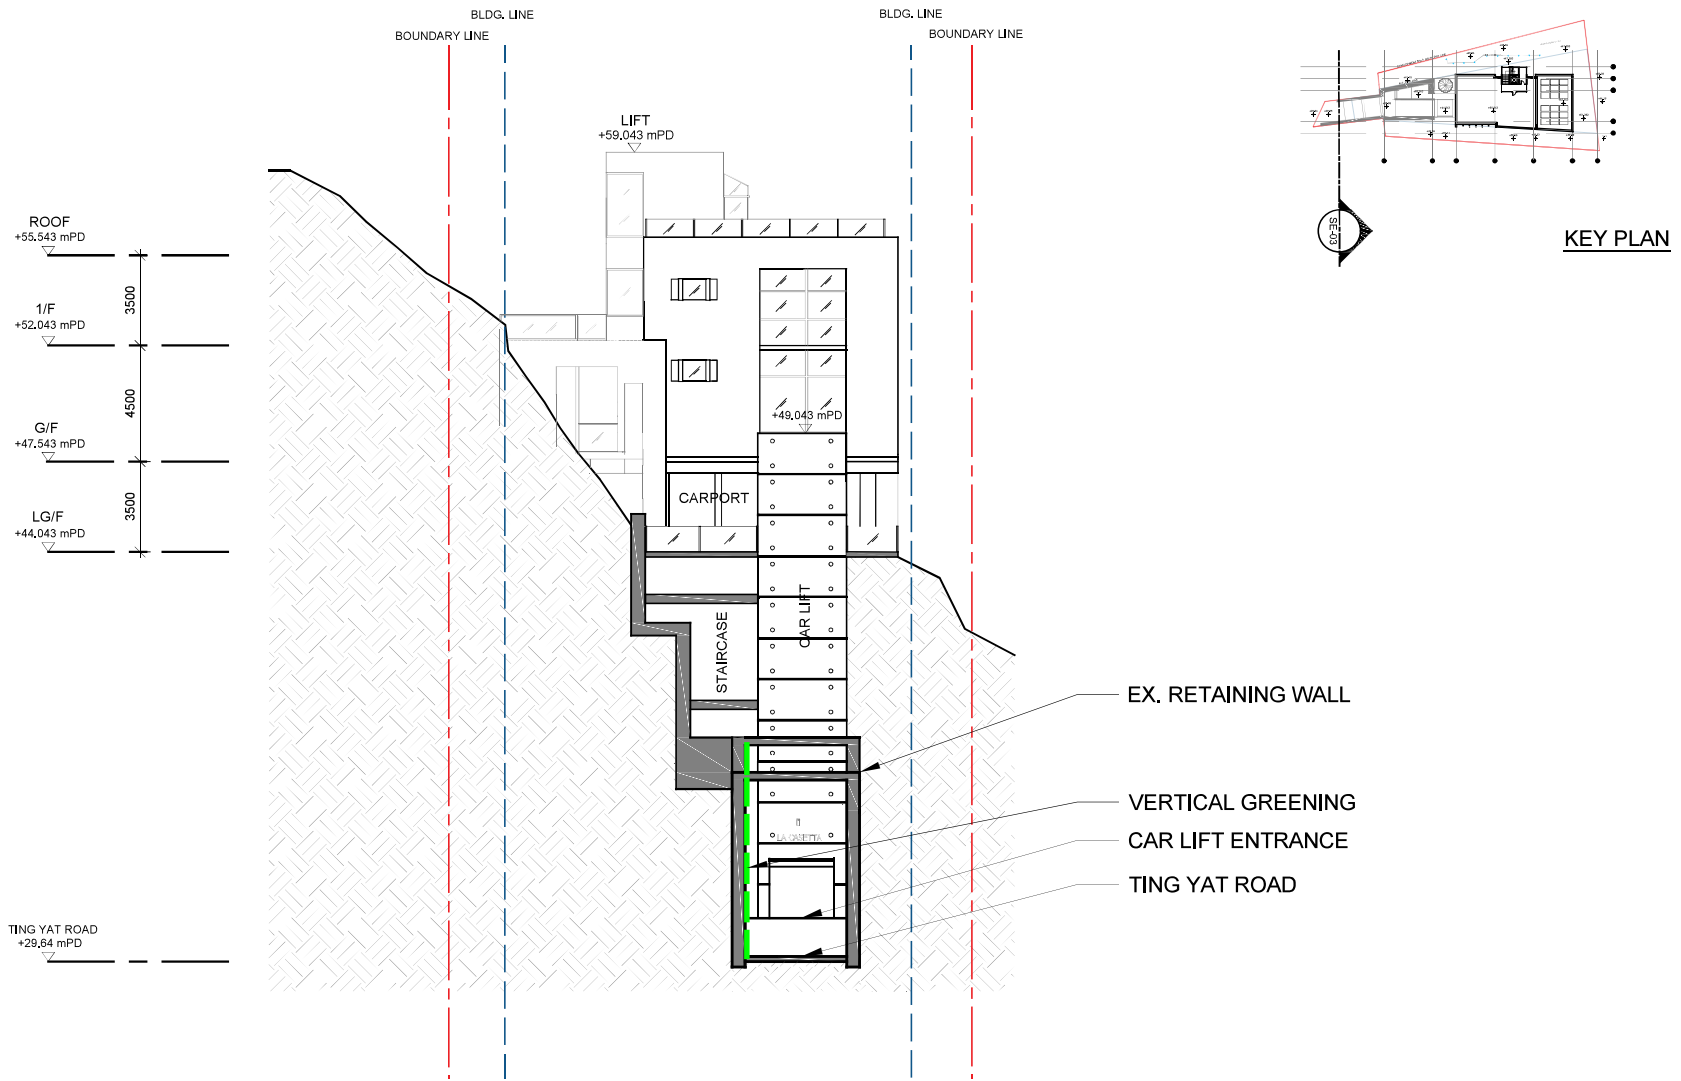 BLDG. LINE
BLDG. LINE
BOUNDARY LINE
BOUNDARY LINE
LIFT
+59.043 mPD
ROOF
+55.543 mPD
3500
1/F
+52.043 mPD
4500
G/F
+47.543 mPD
3500
LG/F
+44.043 mPD
+49.043 mPD
CARPORT
CAR LIFT
STAIRCASE
SE-03
KEY PLAN
EX. RETAINING WALL
VERTICAL GREENING
CAR LIFT ENTRANCE
TING YAT ROAD
LA CASETTA
TING YAT ROAD
+29.64 mPD